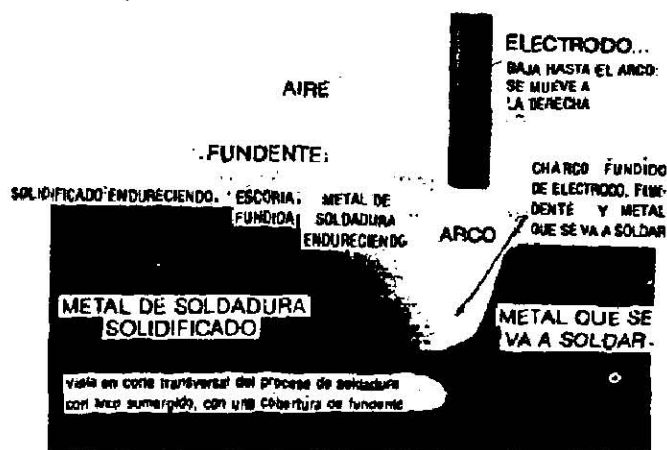 ELECTRODO...
BAJA HASTA EL ARCO:
SE MUEVE A
LA DERECHA
AIRE
FUNDENTE:
CHARCO FUNDIDO
DE ELECTRODO, FUN-
DENTE Y METAL
QUE SE VA A SOLDAR
SOLIDIFICADO ENDURECIENDO.
ESCORIA
FUNDIDA
METAL DE
SOLDADURA
ENDURECIENDO
ARCO
METAL DE SOLDADURA
SOLIDIFICADO
METAL QUE SE
VA A SOLDAR
Vista en corte transversal del proceso de soldadura
con arco sumergido, con una cobertura de fundente